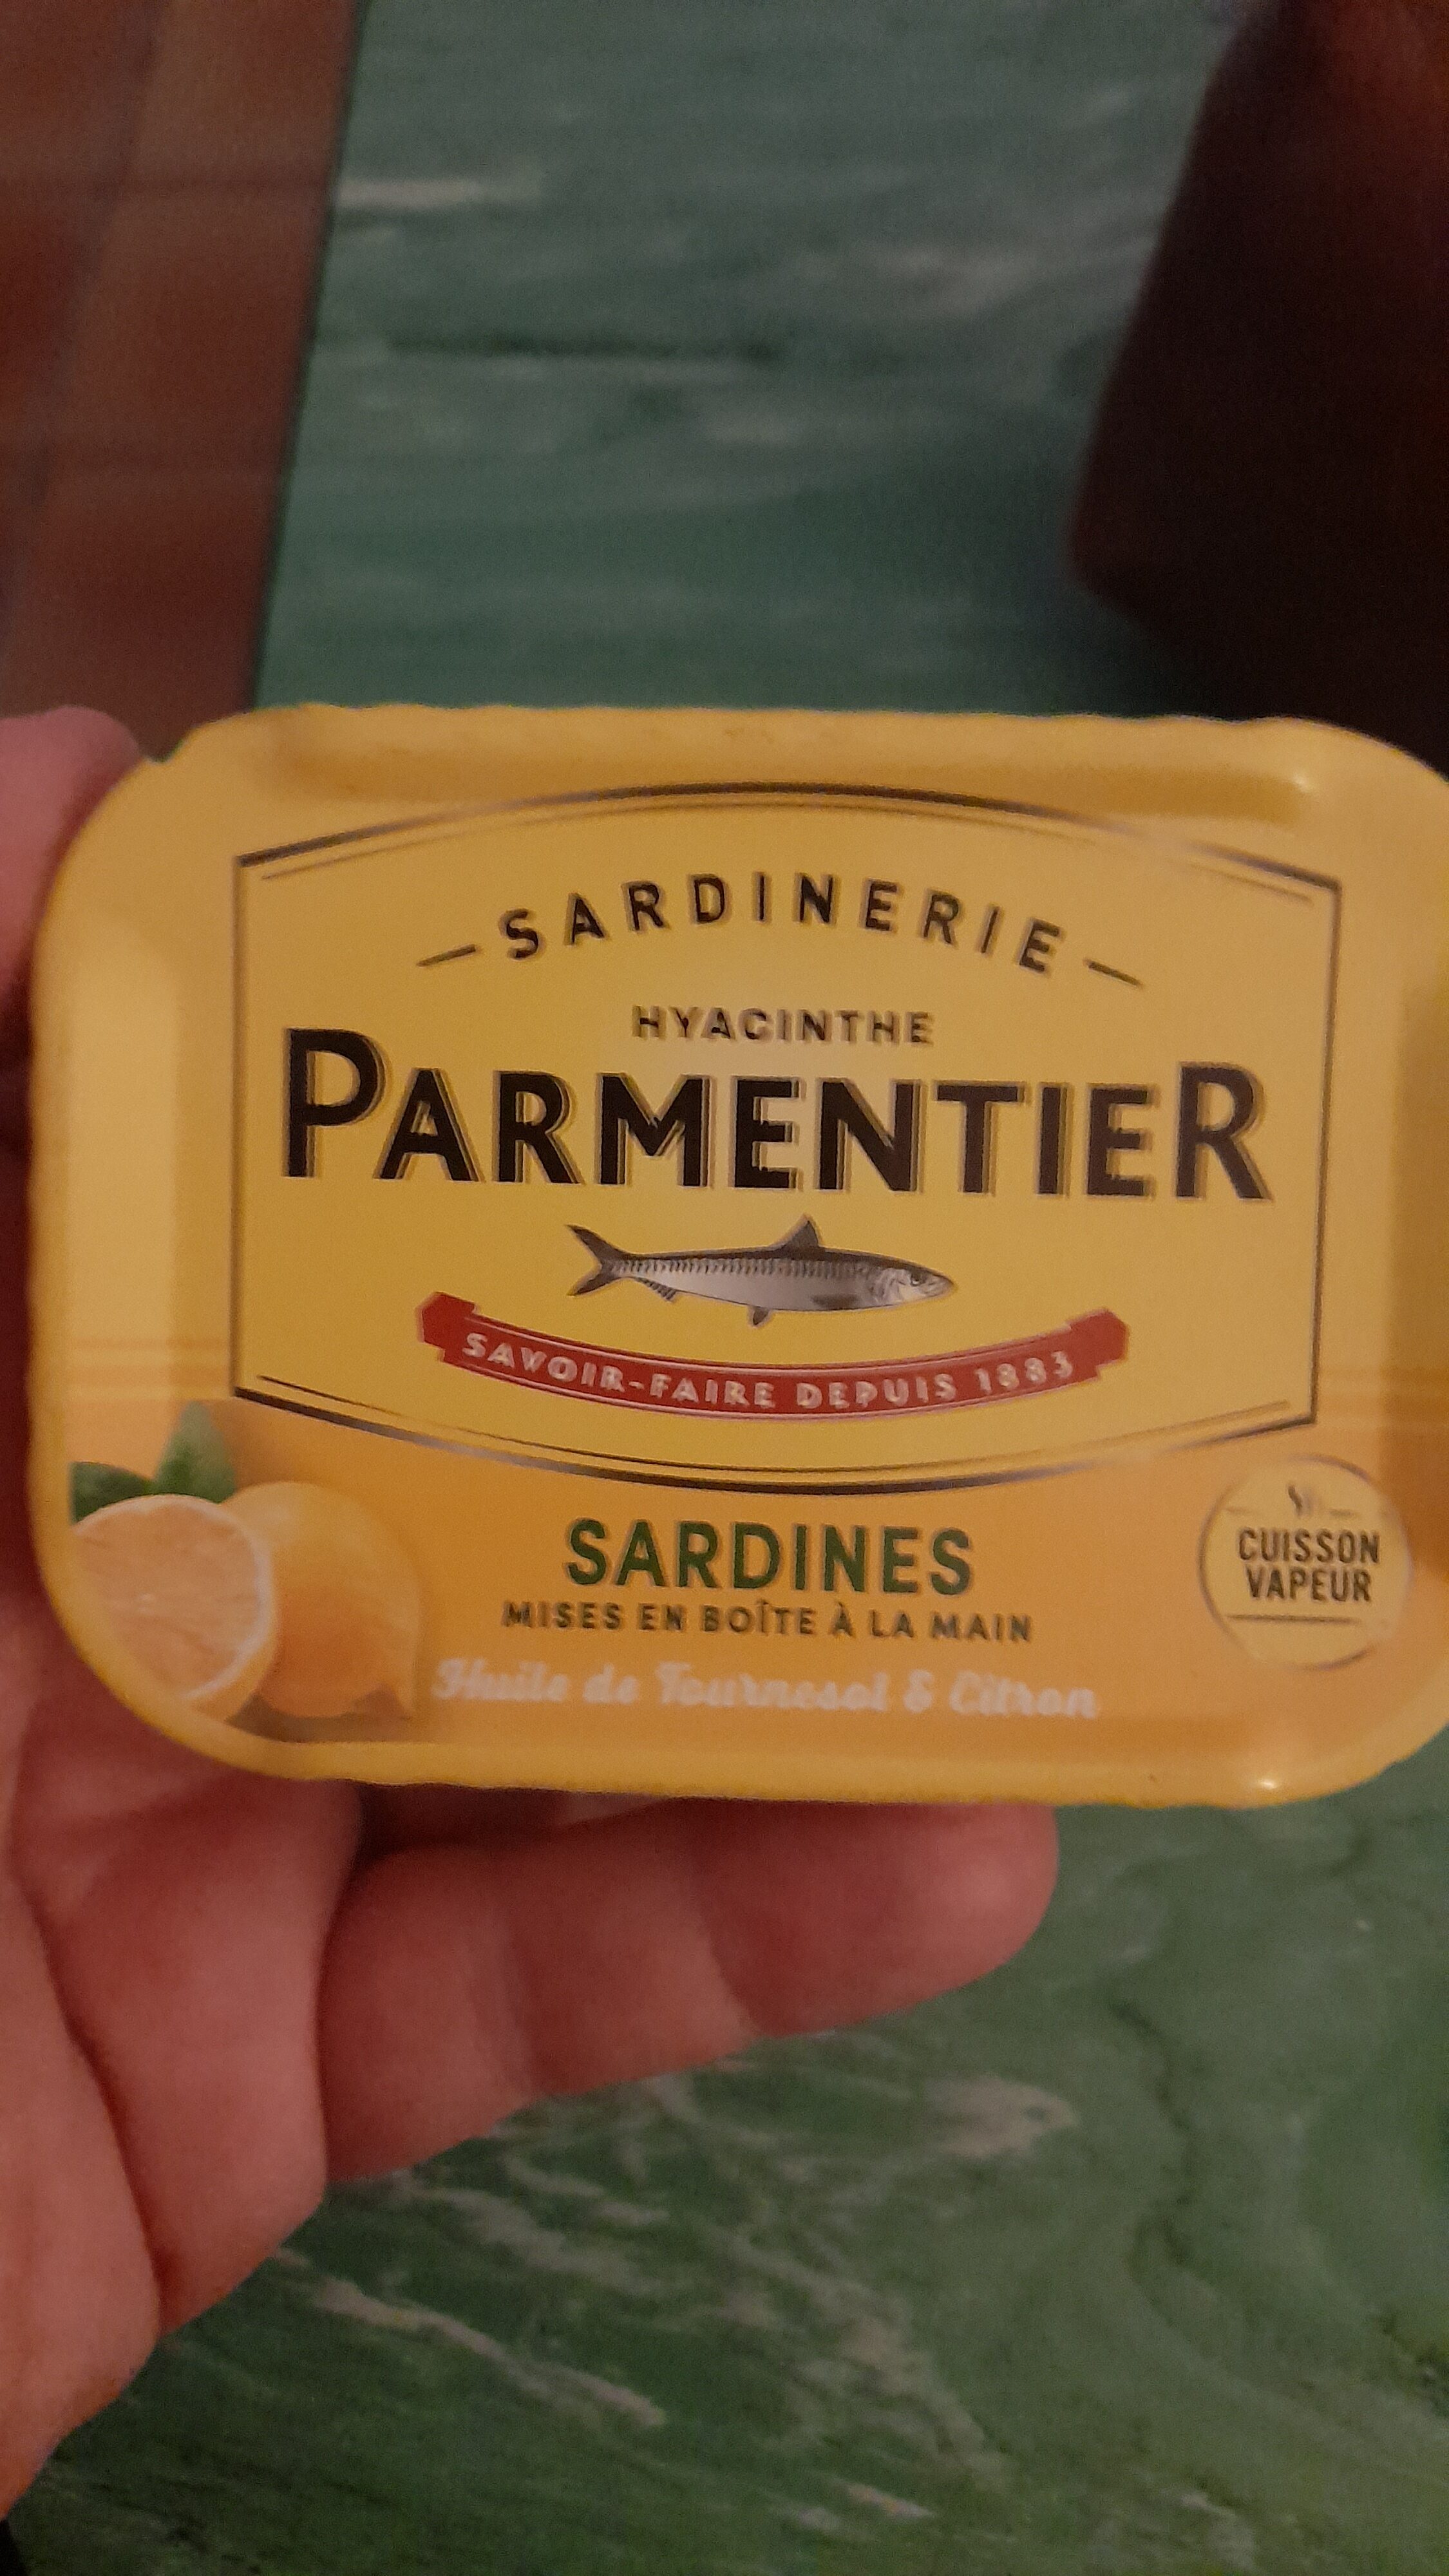 — SARDINERIE —
HYACINTHE
PARMENTIER
SAVOIR-FAIRE DEPUIS 1883
SARDINES
MISES EN BOÎTE À LA MAIN
Huile de Tournesol & Citron
CUISSON
VAPEUR